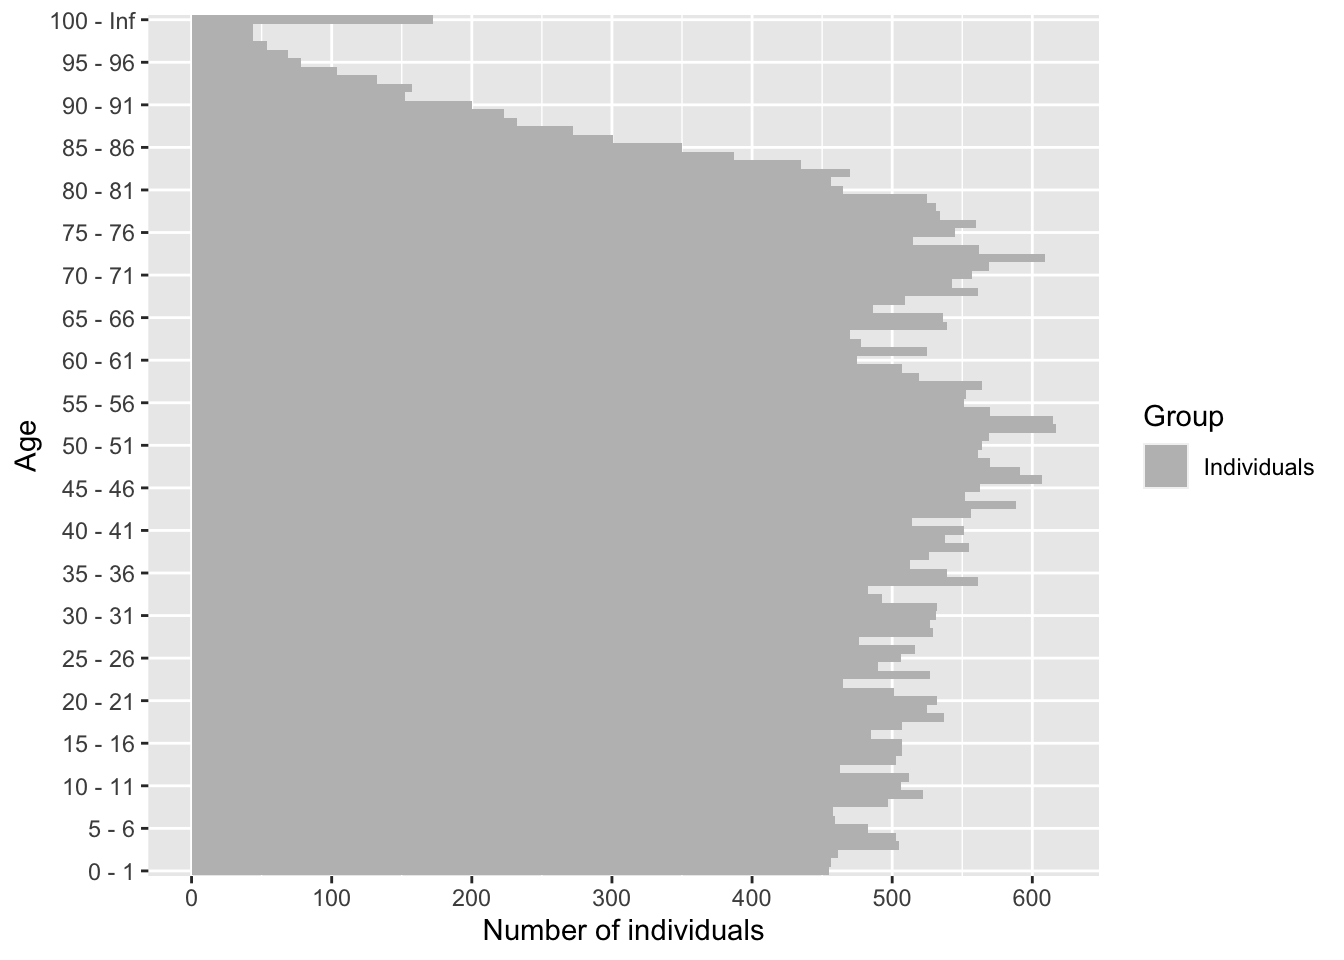 100 - Inf
95 - 96
90 - 91
85 - 86
80 - 81
75 - 76
70 - 71
65 - 66
60 - 61
55 - 56
50 - 51
45 - 46
40 - 41
35 - 36
30 - 31
25 - 26
20 - 21
15 - 16
10 - 11
5 - 6
0 - 1
Age
0 100 200 300 400 500 600
Number of individuals
Group
Individuals